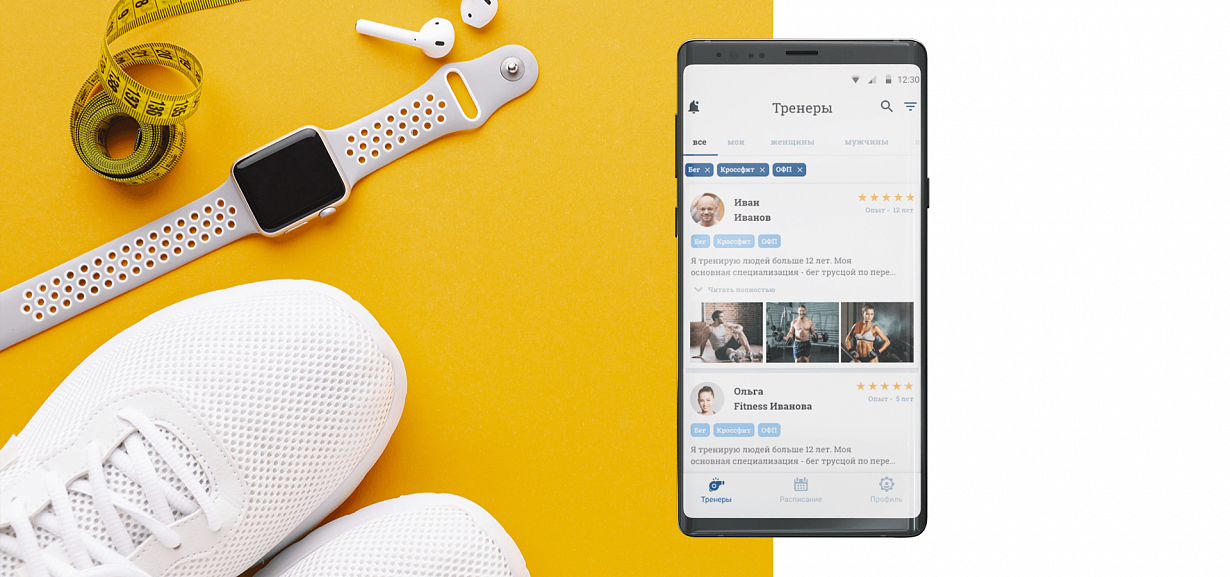 12:30
Тренеры
все мои женщины мужчины
Бег × Кроссфит × ОФП ×
Иван
Иванов
Опыт - 12 лет
Бег Кроссфит ОФП
Я тренирую людей больше 12 лет. Моя
основная специализация - бег трусцой по пере...
Читать полностью
Ольга
Fitness Иванова
Опыт - 5 лет
Бег Кроссфит ОФП
Я тренирую людей больше 12 лет. Моя
основная специализация - бег трусцой по пере...
Тренеры Расписание Профиль